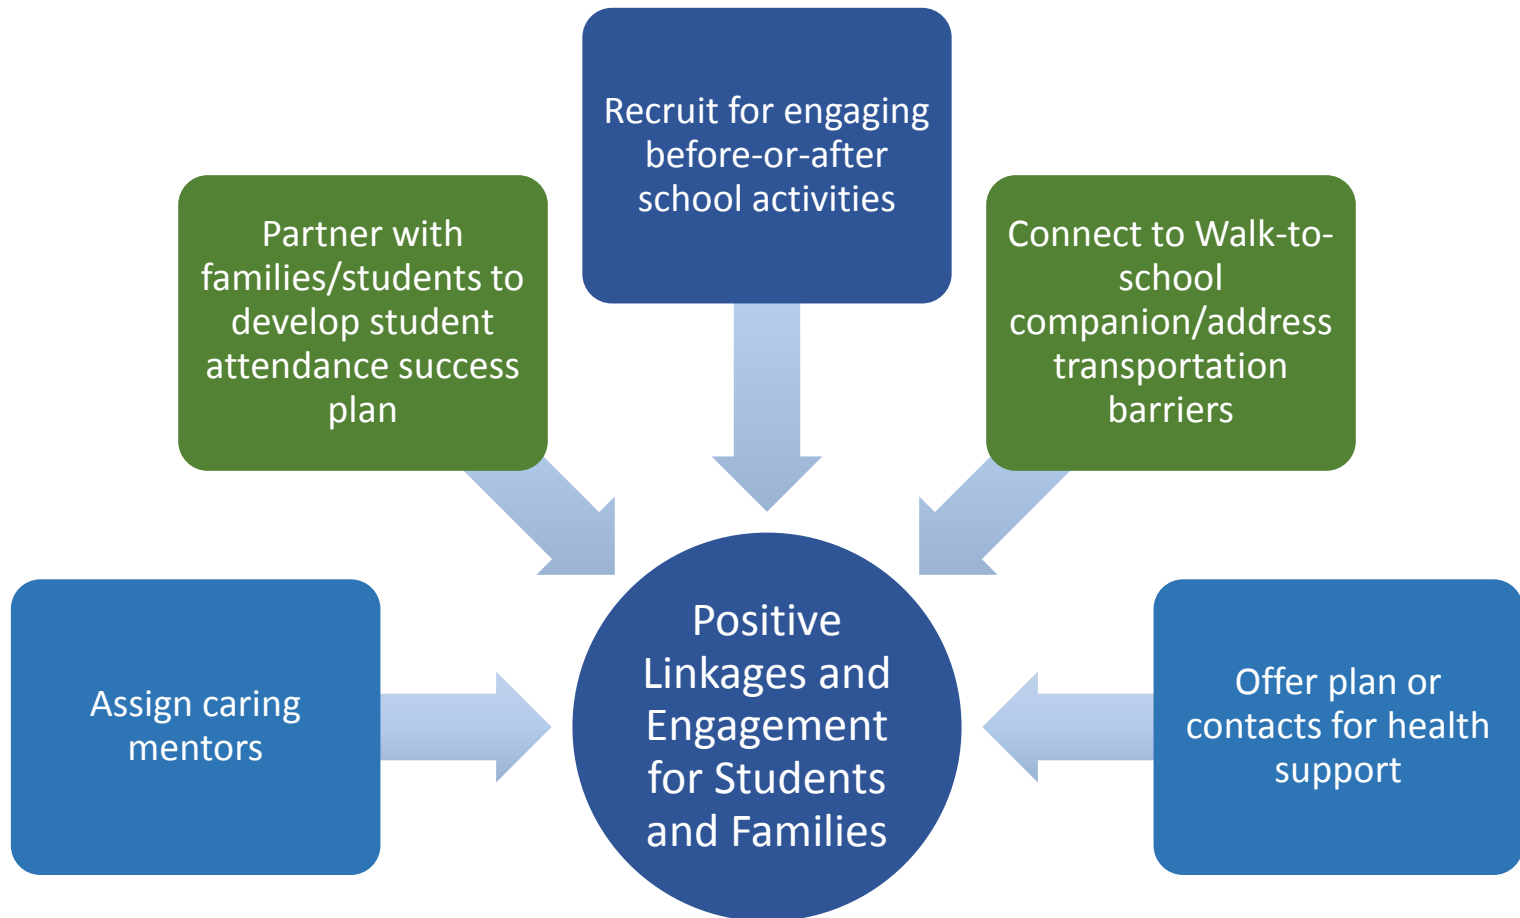 Recruit for engaging
before-or-after
school activities
Partner with
families/students to
develop student
attendance success
plan
Connect to Walk-to-
school
companion/address
transportation
barriers
Assign caring
mentors
Positive
Linkages and
Engagement
for Students
and Families
Offer plan or
contacts for health
support